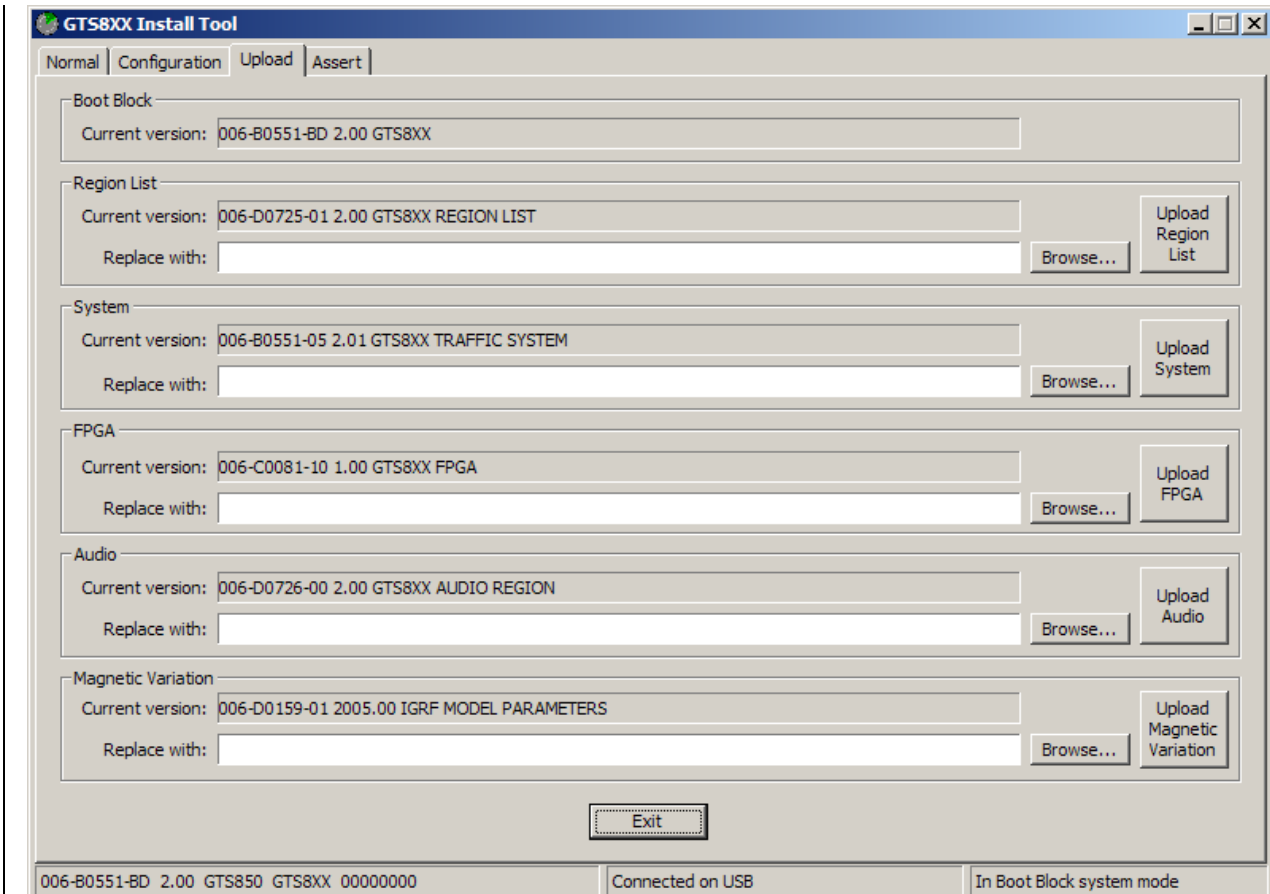 GTS8XX Install Tool
Normal Configuration Upload Assert
Boot Block
Current version: 006-B0551-BD 2.00 GTS8XX
Region List
Current version: 006-D0725-01 2.00 GTS8XX REGION LIST
Replace with: Browse...
Upload
Region
List
System
Current version: 006-B0551-05 2.01 GTS8XX TRAFFIC SYSTEM
Replace with: Browse...
Upload
System
FPGA
Current version: 006-C0081-10 1.00 GTS8XX FPGA
Replace with: Browse...
Upload
FPGA
Audio
Current version: 006-D0726-00 2.00 GTS8XX AUDIO REGION
Replace with: Browse...
Upload
Audio
Magnetic Variation
Current version: 006-D0159-01 2005.00 IGRF MODEL PARAMETERS
Replace with: Browse...
Upload
Magnetic
Variation
Exit
006-B0551-BD 2.00 GTS850 GTS8XX 00000000 Connected on USB In Boot Block system mode